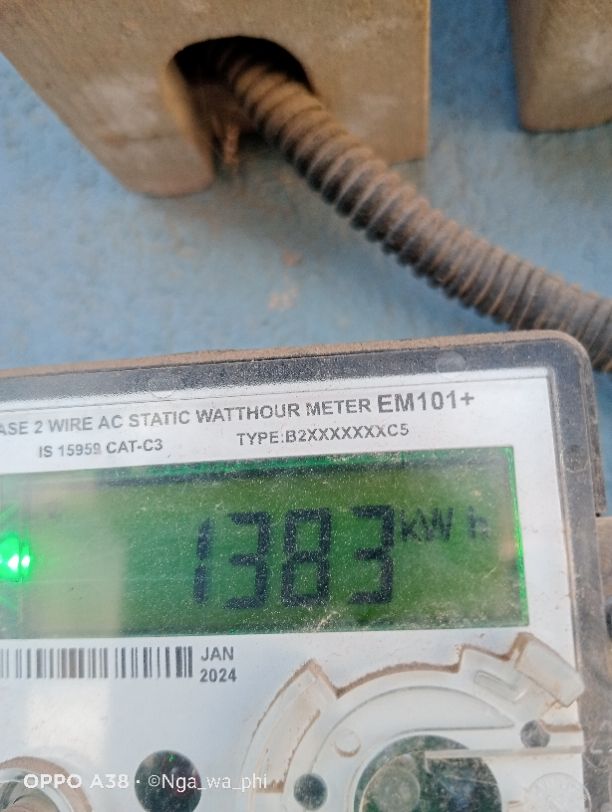 ASE 2 WIRE AC STATIC WATTHOUR METER EM101+
IS 15959 CAT-C3 TYPE:B2XXXXXXXC5
1383 kWh
JAN
2024
OPPO A38 · ©Nga_wa_phi